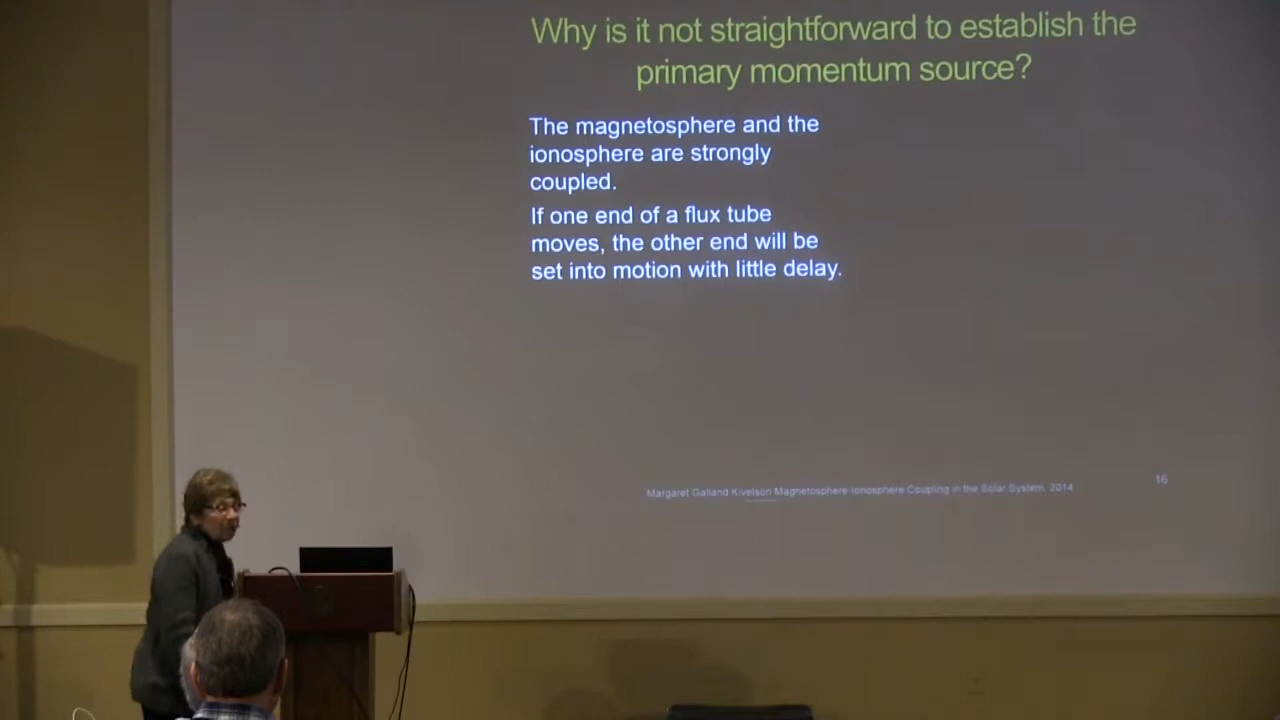 Why is it not straightforward to establish the
primary momentum source?
The magnetosphere and the
ionosphere are strongly
coupled.
If one end of a flux tube
moves, the other end will be
set into motion with little delay.
Margaret Galland Kivelson Magnetosphere-Ionosphere Coupling in the Solar System, 2014
16